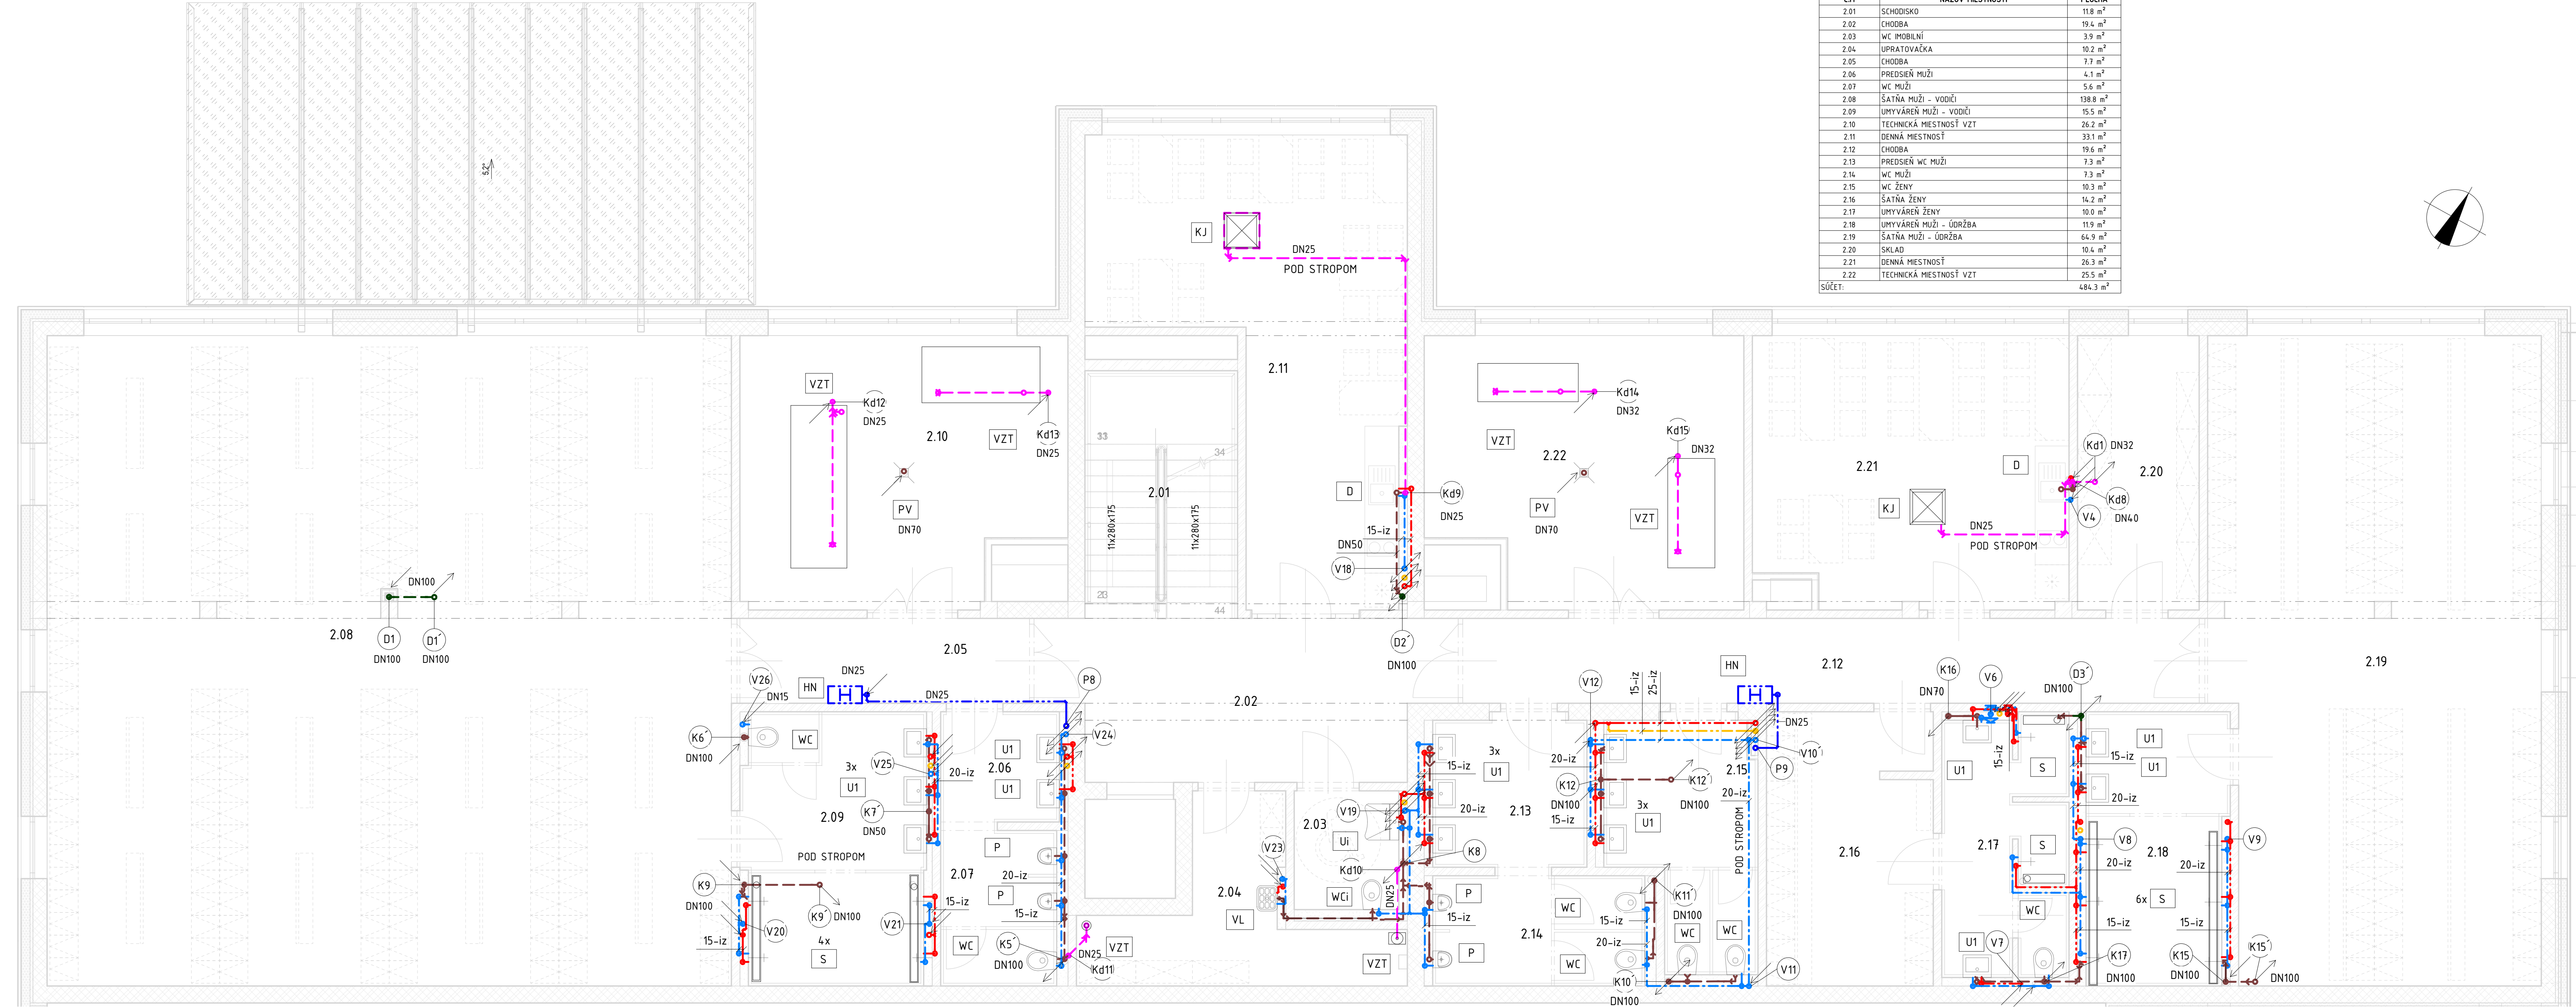 Č.M NÁZOV MIESTNOSTI PLOCHA
2.01 SCHODISKO 11.8 m²
2.02 CHODBA 19.4 m²
2.03 WC IMOBILNÍ 3.9 m²
2.04 UPRATOVAČKA 10.2 m²
2.05 CHODBA 7.7 m²
2.06 PREDSIEŇ MUŽI 4.1 m²
2.07 WC MUŽI 5.6 m²
2.08 ŠATŇA MUŽI - VODIČI 138.8 m²
2.09 UMYVÁREŇ MUŽI - VODIČI 15.5 m²
2.10 TECHNICKÁ MIESTNOSŤ VZT 26.2 m²
2.11 DENNÁ MIESTNOSŤ 33.1 m²
2.12 CHODBA 19.6 m²
2.13 PREDSIEŇ WC MUŽI 7.3 m²
2.14 WC MUŽI 7.3 m²
2.15 WC ŽENY 10.3 m²
2.16 ŠATŇA ŽENY 14.2 m²
2.17 UMYVÁREŇ ŽENY 10.0 m²
2.18 UMYVÁREŇ MUŽI - ÚDRŽBA 11.9 m²
2.19 ŠATŇA MUŽI - ÚDRŽBA 64.9 m²
2.20 SKLAD 10.4 m²
2.21 DENNÁ MIESTNOSŤ 26.3 m²
2.22 TECHNICKÁ MIESTNOSŤ VZT 25.5 m²
SÚČET: 484.3 m²
5.2°
KJ
DN25
POD STROPOM
2.11
VZT
Kd12
DN25
2.10
VZT
Kd13
DN25
PV
DN70
33
34
2.01
11x280x175
11x280x175
23
44
D
Kd9
DN25
15-iz
DN50
V18
D2´
DN100
Kd14
DN32
VZT
2.22
Kd15
DN32
PV
DN70
VZT
2.21
D
Kd1 DN32
2.20
Kd8
DN40
V4
KJ
DN25
POD STROPOM
DN100
2.08
D1
DN100
D1´
DN100
2.05
2.02
2.12
2.19
V26
DN15
HN
DN25
DN25
P8
V24
K6´
DN100
WC
3x
U1
V25
20-iz
K7´
DN50
2.09
POD STROPOM
K9
DN100
K9´
DN100
V20
15-iz
4x
S
V21
15-iz
U1
2.06
U1
P
2.07
P
20-iz
15-iz
WC
K5´
DN100
DN25
Kd11
VZT
2.04
V23
VL
2.03
V19
Ui
Kd10
WCi
DN25
K8
VZT
3x
U1
15-iz
20-iz
2.13
P
15-iz
P
2.14
WC
WC
V12
20-iz
K12
DN100
15-iz
15-iz
25-iz
HN
DN25
V10´
P9
2.15
K12´
DN100
3x
U1
POD STROPOM
K11´
DN100
15-iz
20-iz
WC
WC
K10´
DN100
V11
2.16
K16
DN70
V6
D3´
DN100
15-iz
U1
S
15-iz
U1
U1
20-iz
2.17
S
V8
20-iz
2.18
WC
15-iz
U1
V7
K17
DN100
6x
S
V9
20-iz
15-iz
K15
DN100
K15´
DN100